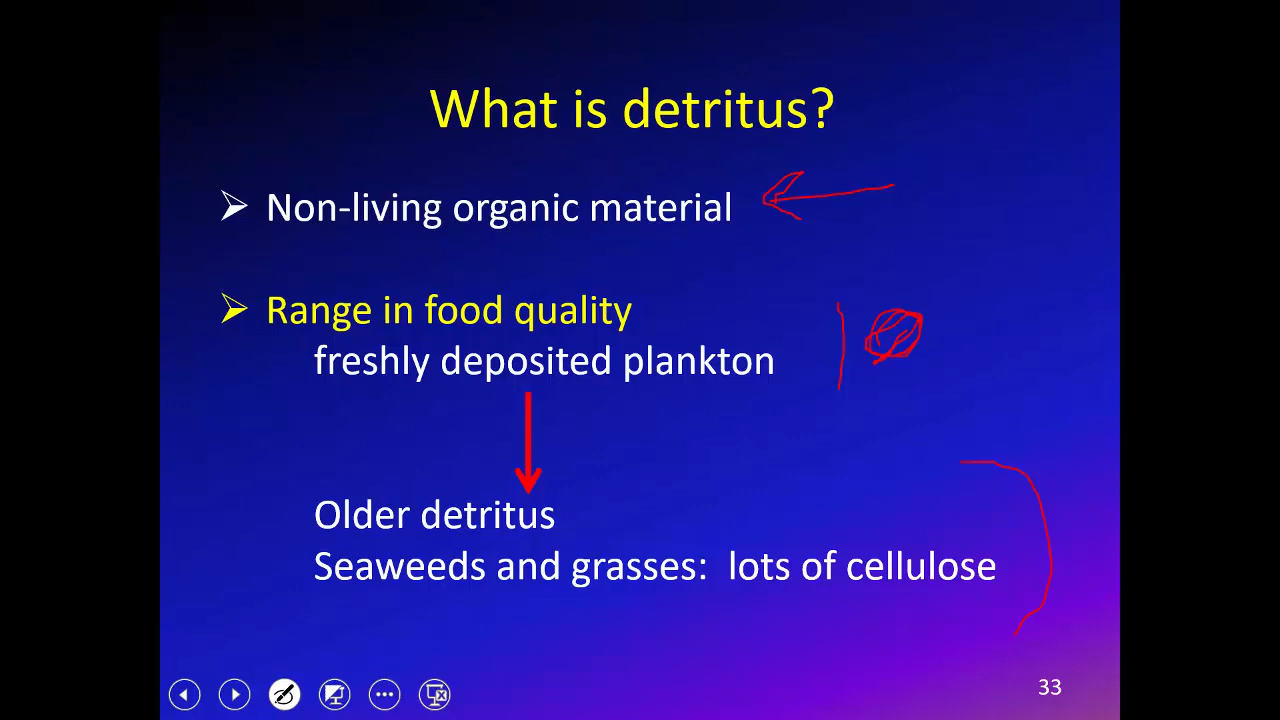 What is detritus?
Non-living organic material
Range in food quality
freshly deposited plankton
Older detritus
Seaweeds and grasses: lots of cellulose
33